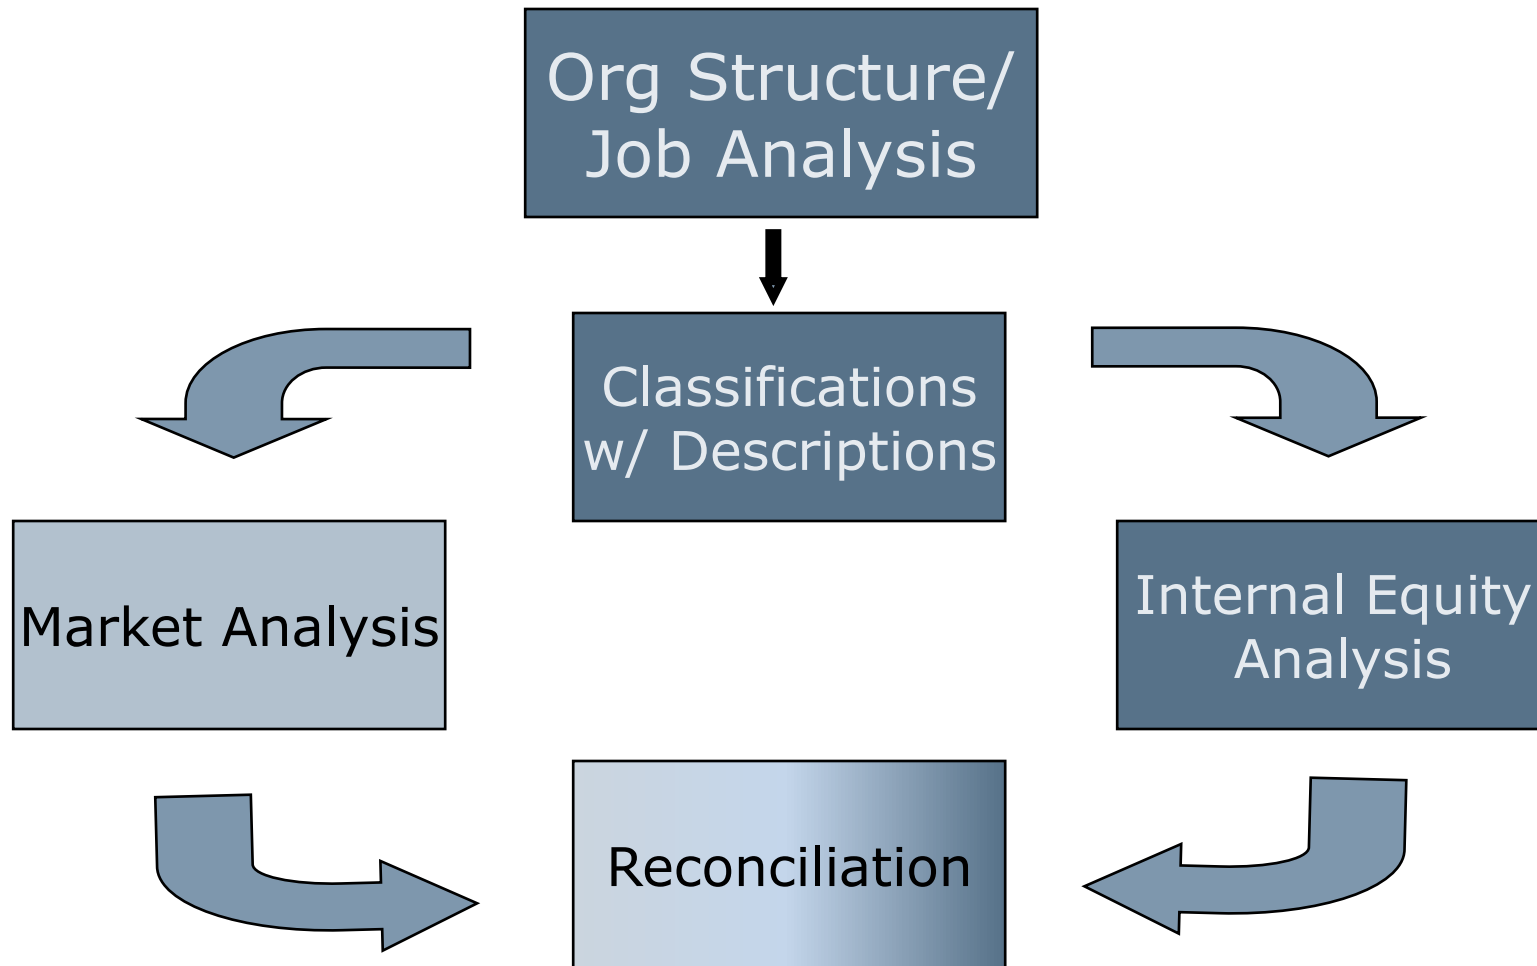 Org Structure/
Job Analysis
Classifications
w/ Descriptions
Market Analysis
Internal Equity
Analysis
Reconciliation